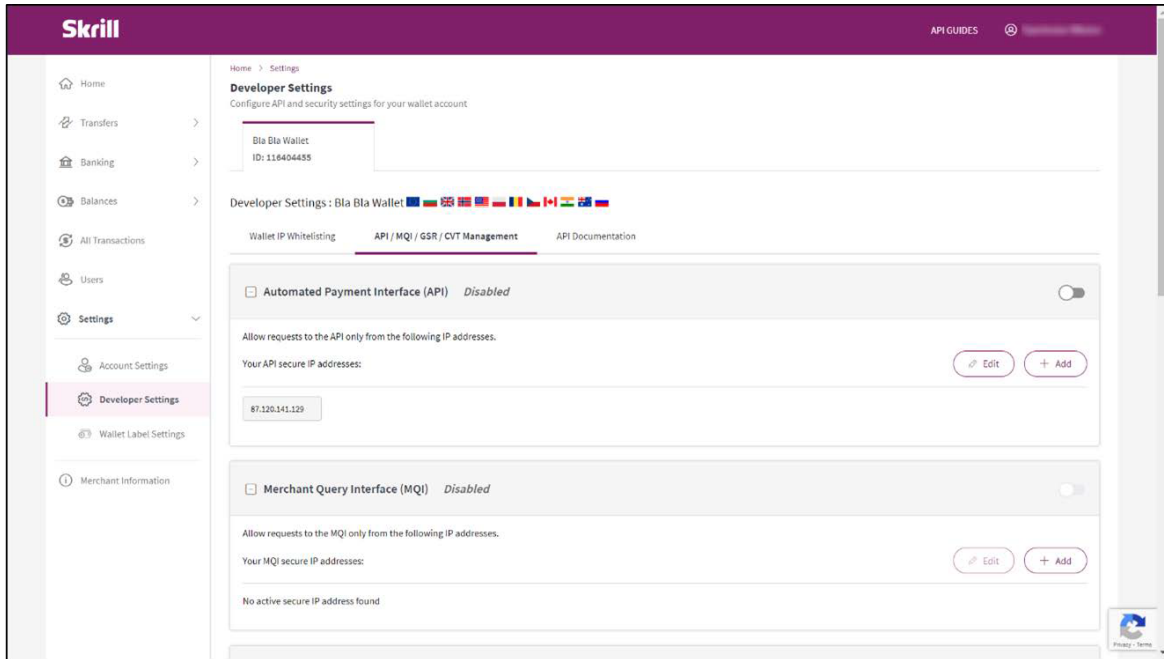 Skrill
API GUIDES
Home
Transfers
Banking
Balances
All Transactions
Users
Settings
Account Settings
Developer Settings
Wallet Label Settings
Merchant Information
Home > Settings
Developer Settings
Configure API and security settings for your wallet account
Bla Bla Wallet
ID: 116404455
Developer Settings : Bla Bla Wallet
Wallet IP Whitelisting API / MQI / GSR / CVT Management API Documentation
Automated Payment Interface (API) Disabled
Allow requests to the API only from the following IP addresses.
Your API secure IP addresses:
Edit + Add
87.120.141.129
Merchant Query Interface (MQI) Disabled
Allow requests to the MQI only from the following IP addresses.
Your MQI secure IP addresses:
Edit + Add
No active secure IP address found
Privacy - Terms